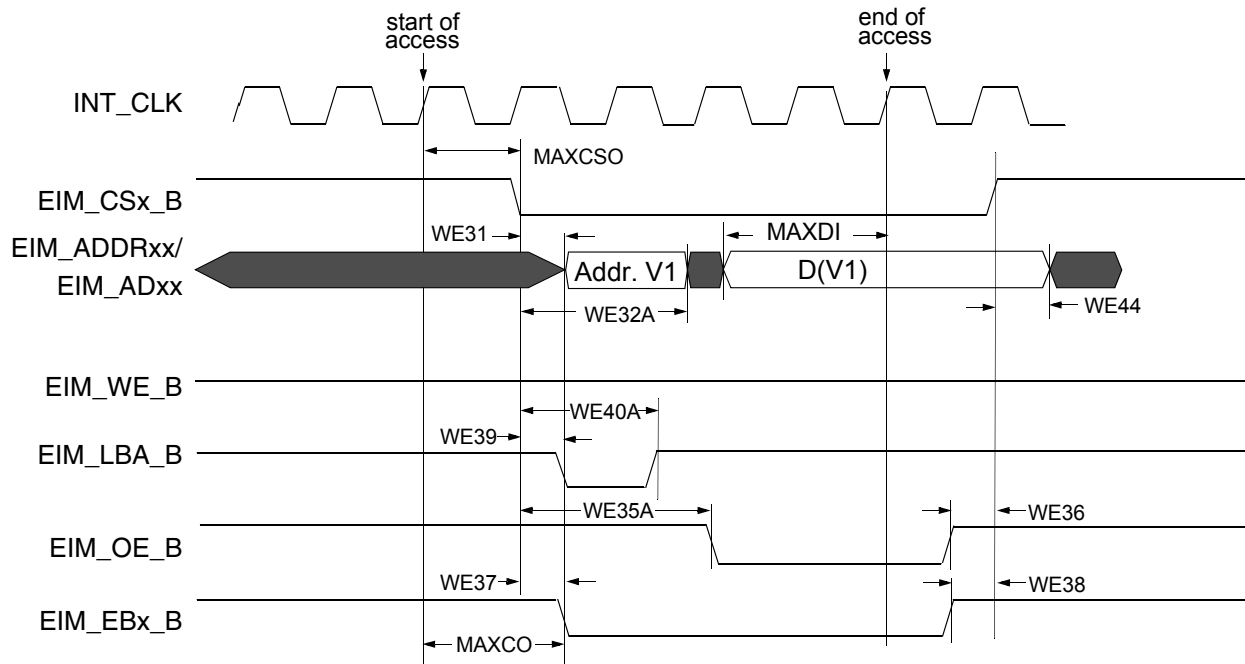 start of
access
end of
access
INT_CLK
MAXCSO
EIM_CSx_B
WE31
MAXDI
EIM_ADDRxx/
EIM_ADxx
Addr. V1
D(V1)
WE32A
WE44
EIM_WE_B
WE40A
WE39
EIM_LBA_B
WE35A
WE36
EIM_OE_B
WE37
WE38
EIM_EBx_B
MAXCO